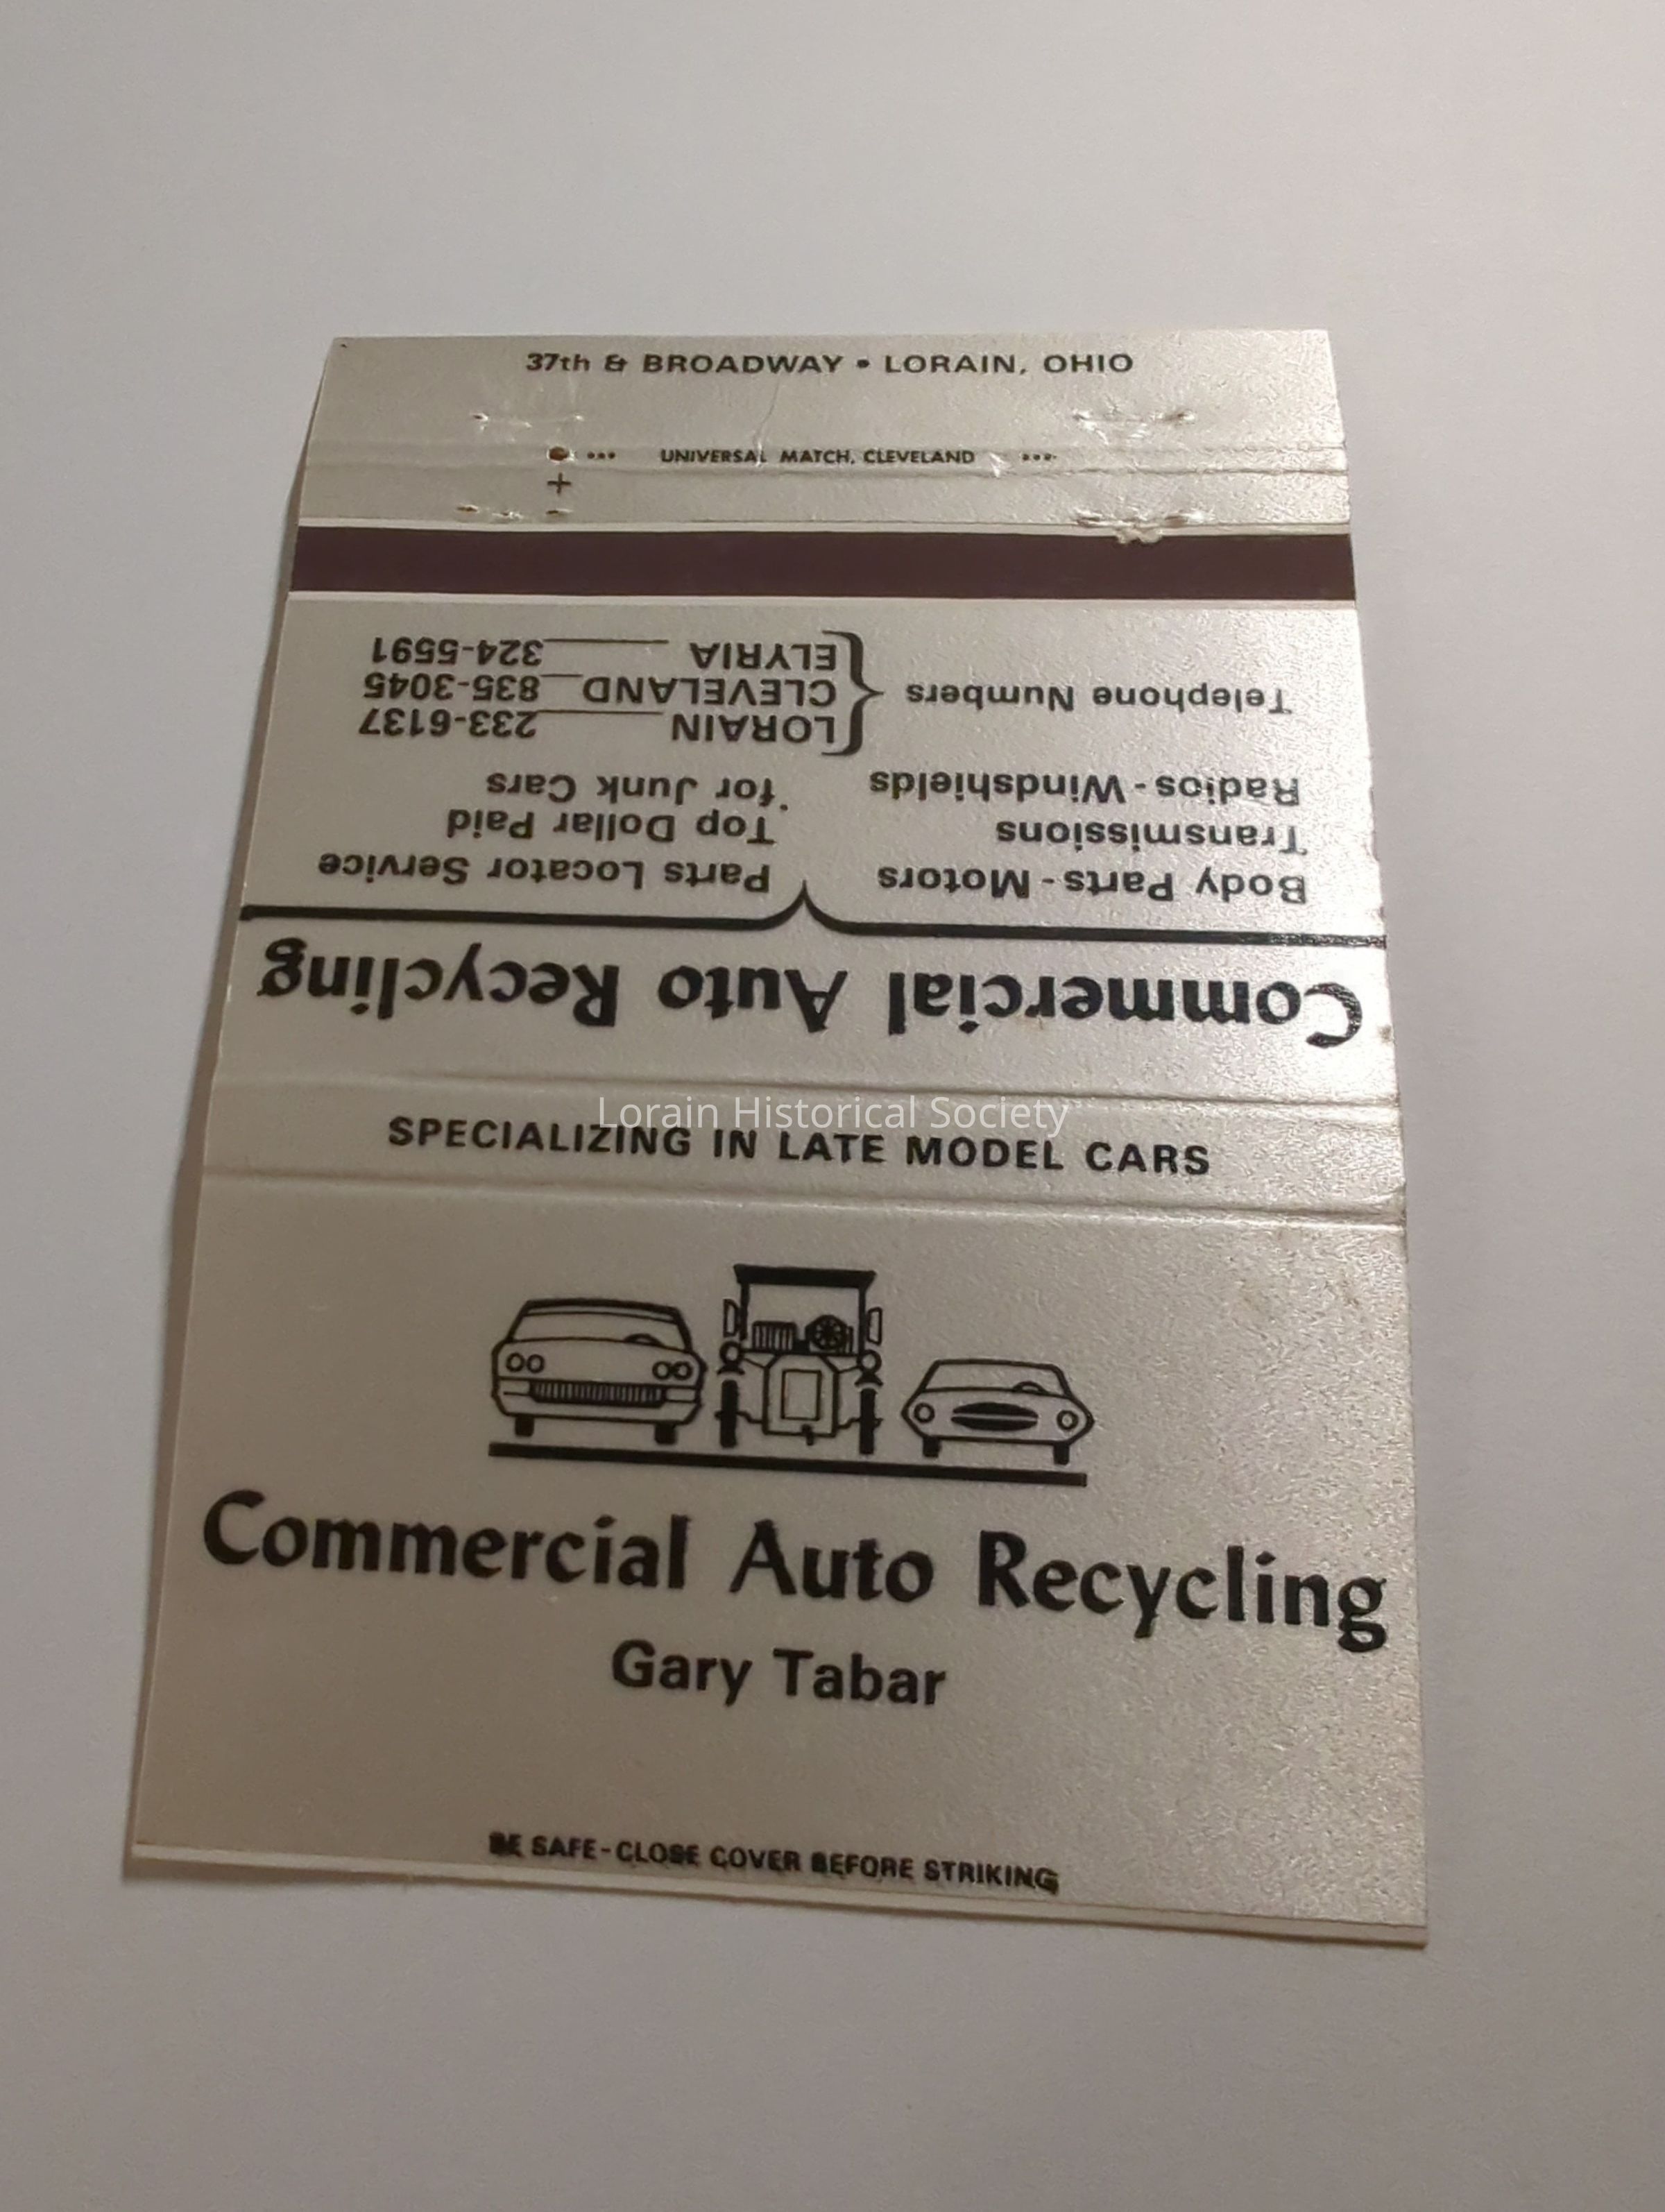 37th & BROADWAY • LORAIN, OHIO
••• UNIVERSAL MATCH, CLEVELAND •••
+
-
Commercial Auto Recycling
Body Parts - Motors
Transmissions
Radios - Windshields
Parts Locator Service
Top Dollar Paid
for Junk Cars
Telephone Numbers
LORAIN 233-6137
CLEVELAND 835-3045
ELYRIA 324-5591
Lorain Historical Society
SPECIALIZING IN LATE MODEL CARS
Commercial Auto Recycling
Gary Tabar
BE SAFE - CLOSE COVER BEFORE STRIKING